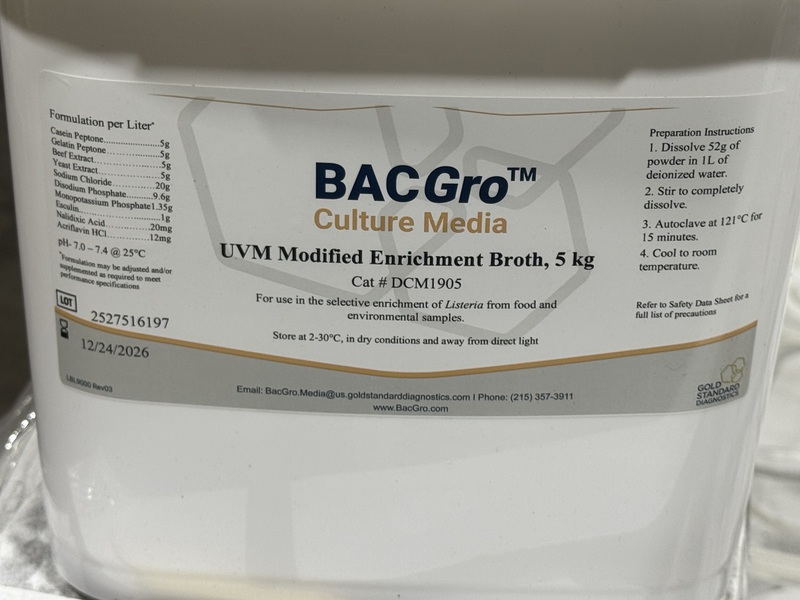 Formulation per Liter*
Casein Peptone......................5g
Gelatin Peptone.....................5g
Beef Extract...........................5g
Yeast Extract..........................5g
Sodium Chloride..................20g
Disodium Phosphate............9.6g
Monopotassium Phosphate 1.35g
Esculin...................................1g
Nalidixic Acid....................20mg
Acriflavin HCl...................12mg
pH- 7.0 – 7.4 @ 25°C
*Formulation may be adjusted and/or
supplemented as required to meet
performance specifications
LOT
2527516197
12/24/2026
LBL9000 Rev03
BACGro™
Culture Media
UVM Modified Enrichment Broth, 5 kg
Cat # DCM1905
For use in the selective enrichment of Listeria from food and
environmental samples.
Store at 2-30°C, in dry conditions and away from direct light
Email: BacGro.Media@us.goldstandarddiagnostics.com | Phone: (215) 357-3911
www.BacGro.com
Preparation Instructions
1. Dissolve 52g of
powder in 1L of
deionized water.
2. Stir to completely
dissolve.
3. Autoclave at 121°C for
15 minutes.
4. Cool to room
temperature.
Refer to Safety Data Sheet for a
full list of precautions
GOLD
STANDARD
DIAGNOSTICS